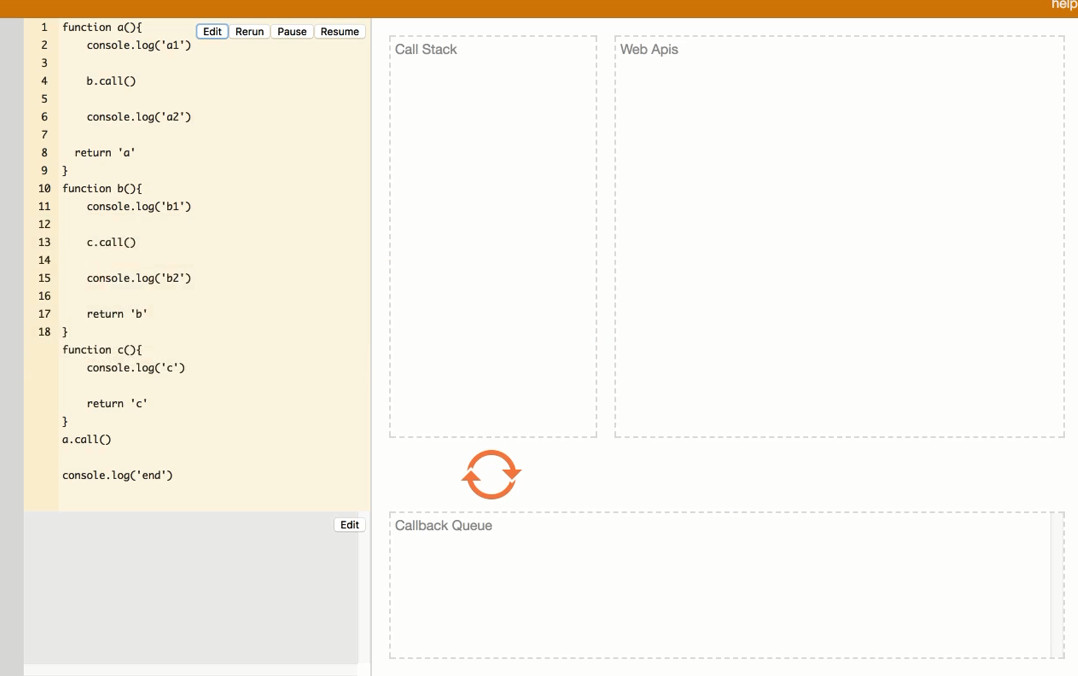 help
1 function a(){
Edit Rerun Pause Resume
2 console.log('a1')
3
4 b.call()
5
6 console.log('a2')
7
8 return 'a'
9 }
10 function b(){
11 console.log('b1')
12
13 c.call()
14
15 console.log('b2')
16
17 return 'b'
18 }
function c(){
console.log('c')
return 'c'
}
a.call()
console.log('end')
Edit
Call Stack
Web Apis
Callback Queue